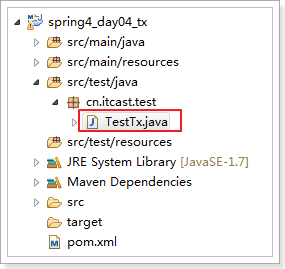 spring4_day04_tx
src/main/java
src/main/resources
src/test/java
cn.itcast.test
TestTx.java
src/test/resources
JRE System Library [JavaSE-1.7]
Maven Dependencies
src
target
pom.xml